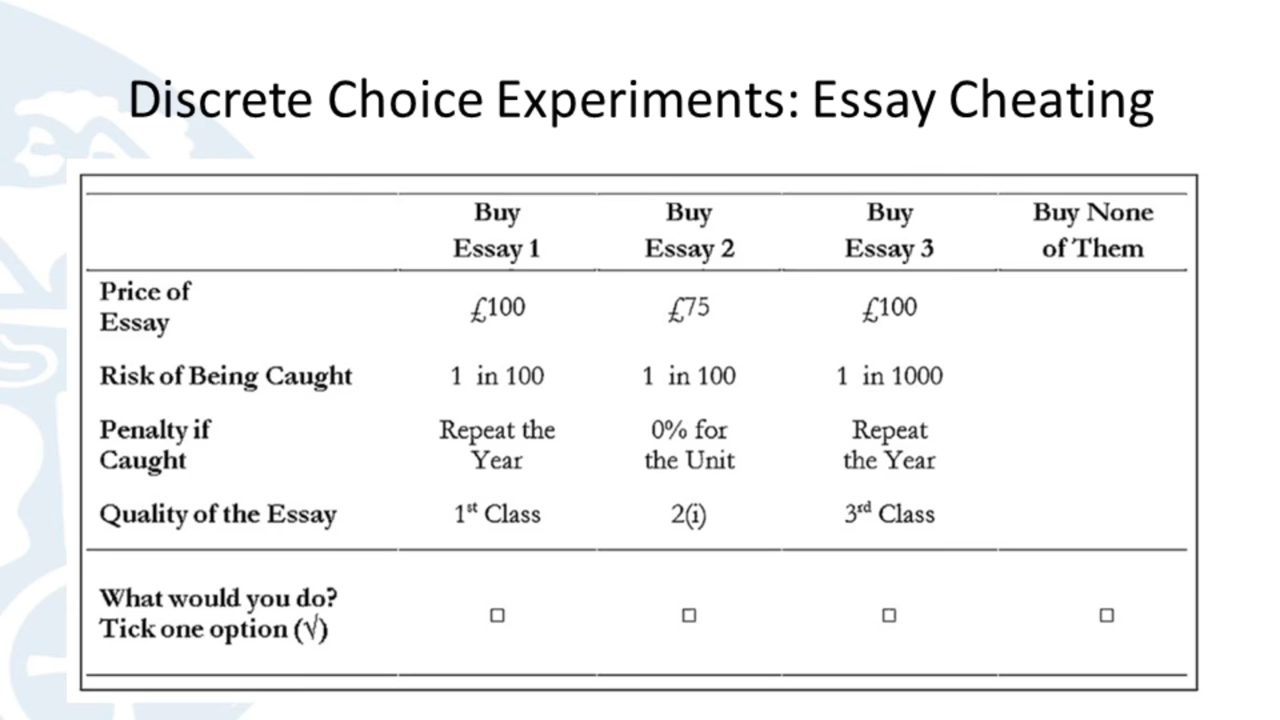 Discrete Choice Experiments: Essay Cheating
Buy Buy Buy Buy None
Essay 1 Essay 2 Essay 3 of Them
Price of
Essay
£100 £75 £100
Risk of Being Caught 1 in 100 1 in 100 1 in 1000
Penalty if Repeat the 0% for Repeat
Caught Year the Unit the Year
Quality of the Essay 1st Class 2(i) 3rd Class
What would you do?
Tick one option (√) □ □ □ □